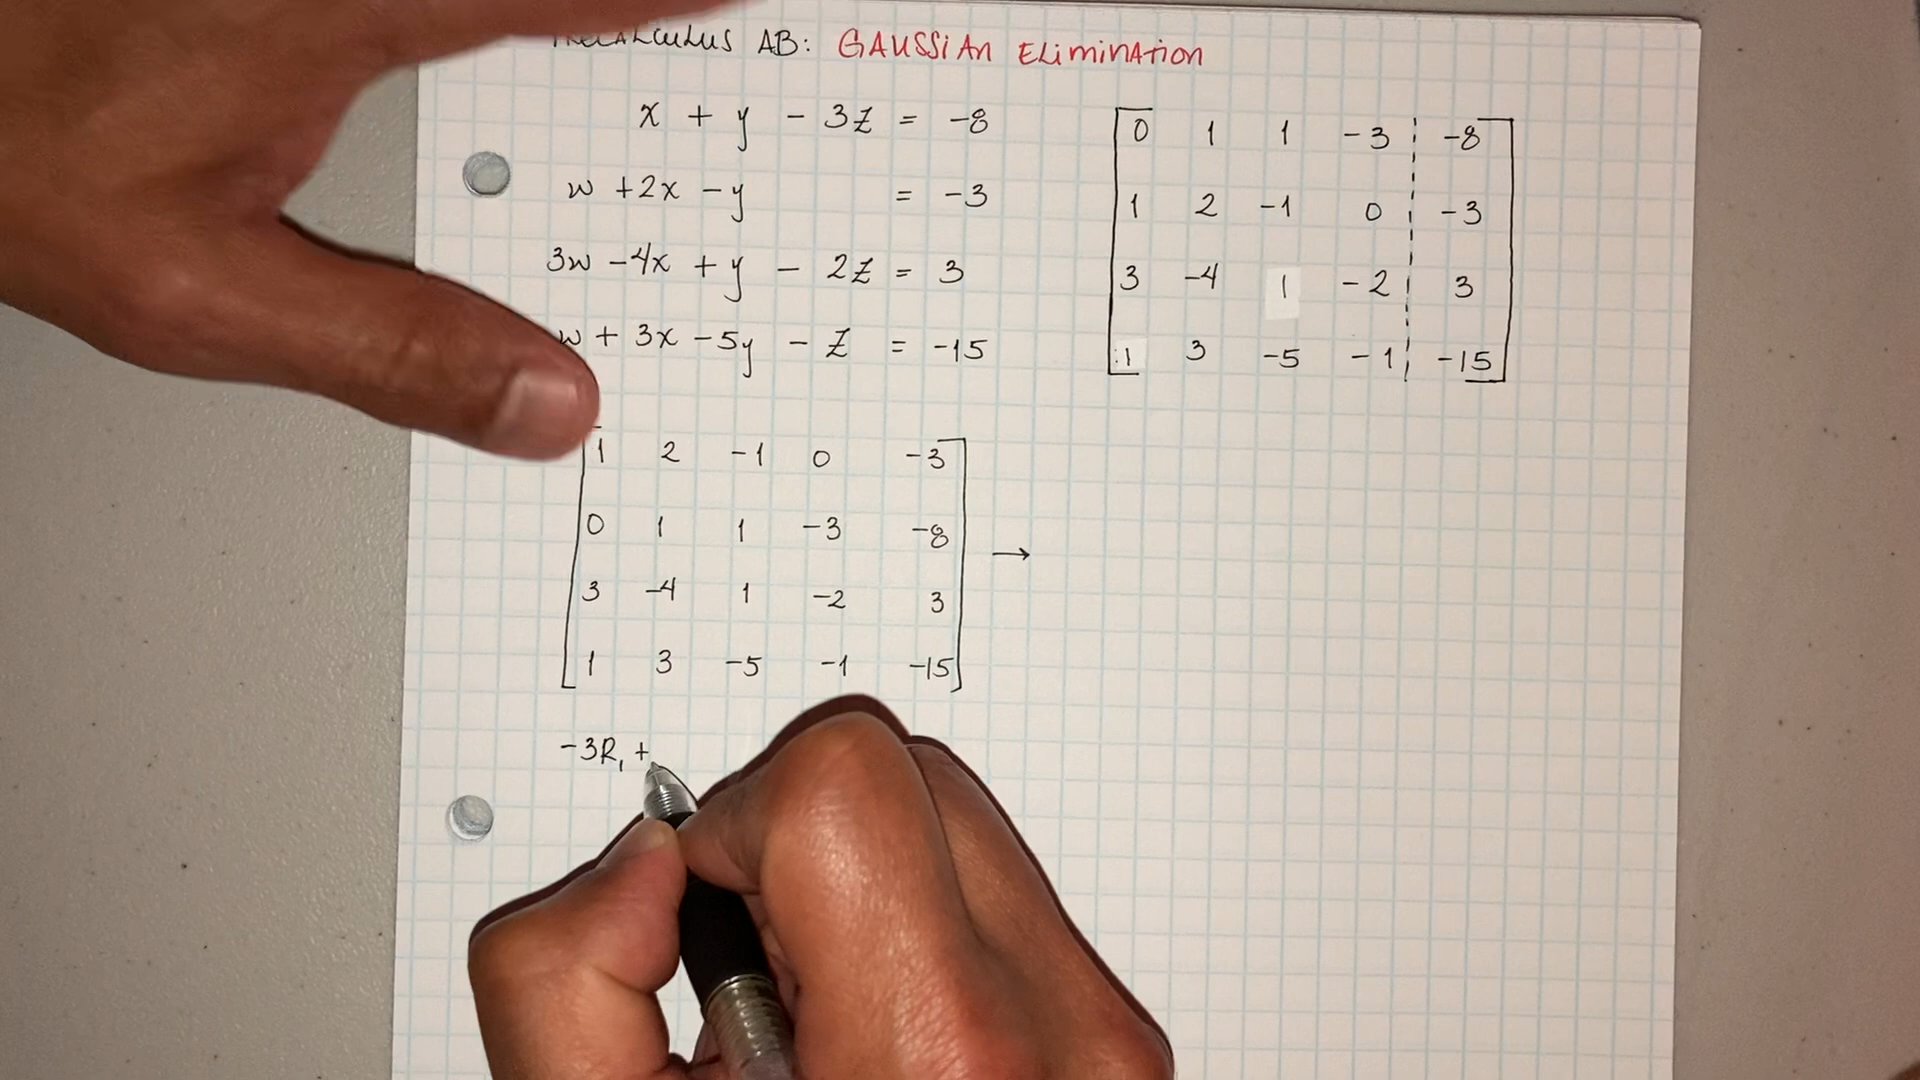 AB: GAUSSiAn ELiminAtion
x + y - 3z = -8
w + 2x - y = -3
3w - 4x + y - 2z = 3
w + 3x - 5y - z = -15
0 1 1 -3 -8
1 2 -1 0 -3
3 -4 1 -2 3
1 3 -5 -1 -15
1 2 -1 0 -3
0 1 1 -3 -8
3 -4 1 -2 3
1 3 -5 -1 -15
→
-3R₁ +